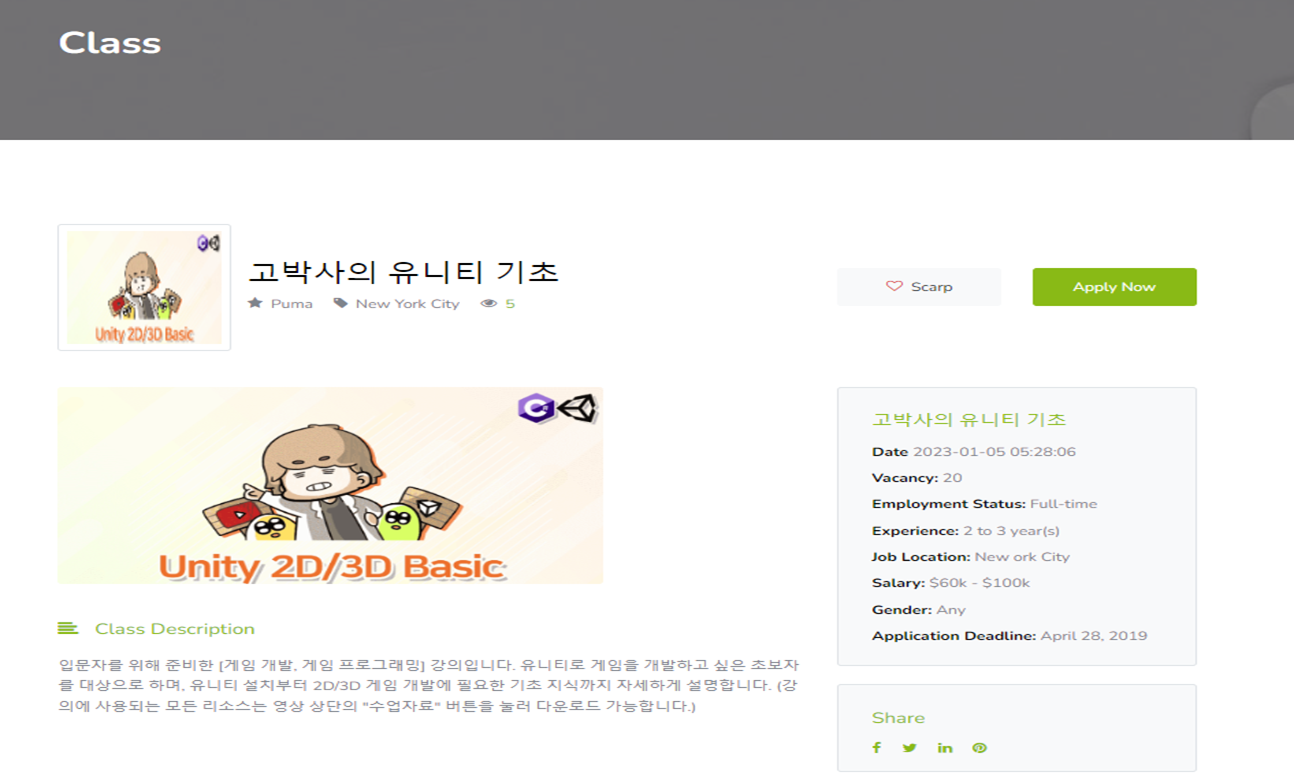 Class
고박사의 유니티 기초
Puma New York City 5
Scarp
Apply Now
Unity 2D/3D Basic
Unity 2D/3D Basic
Class Description
입문자를 위해 준비한 [게임 개발, 게임 프로그래밍] 강의입니다. 유니티로 게임을 개발하고 싶은 초보자
를 대상으로 하며, 유니티 설치부터 2D/3D 게임 개발에 필요한 기초 지식까지 자세하게 설명합니다. (강
의에 사용되는 모든 리소스는 영상 상단의 "수업자료" 버튼을 눌러 다운로드 가능합니다.)
고박사의 유니티 기초
Date 2023-01-05 05:28:06
Vacancy: 20
Employment Status: Full-time
Experience: 2 to 3 year(s)
Job Location: New ork City
Salary: $60k - $100k
Gender: Any
Application Deadline: April 28, 2019
Share